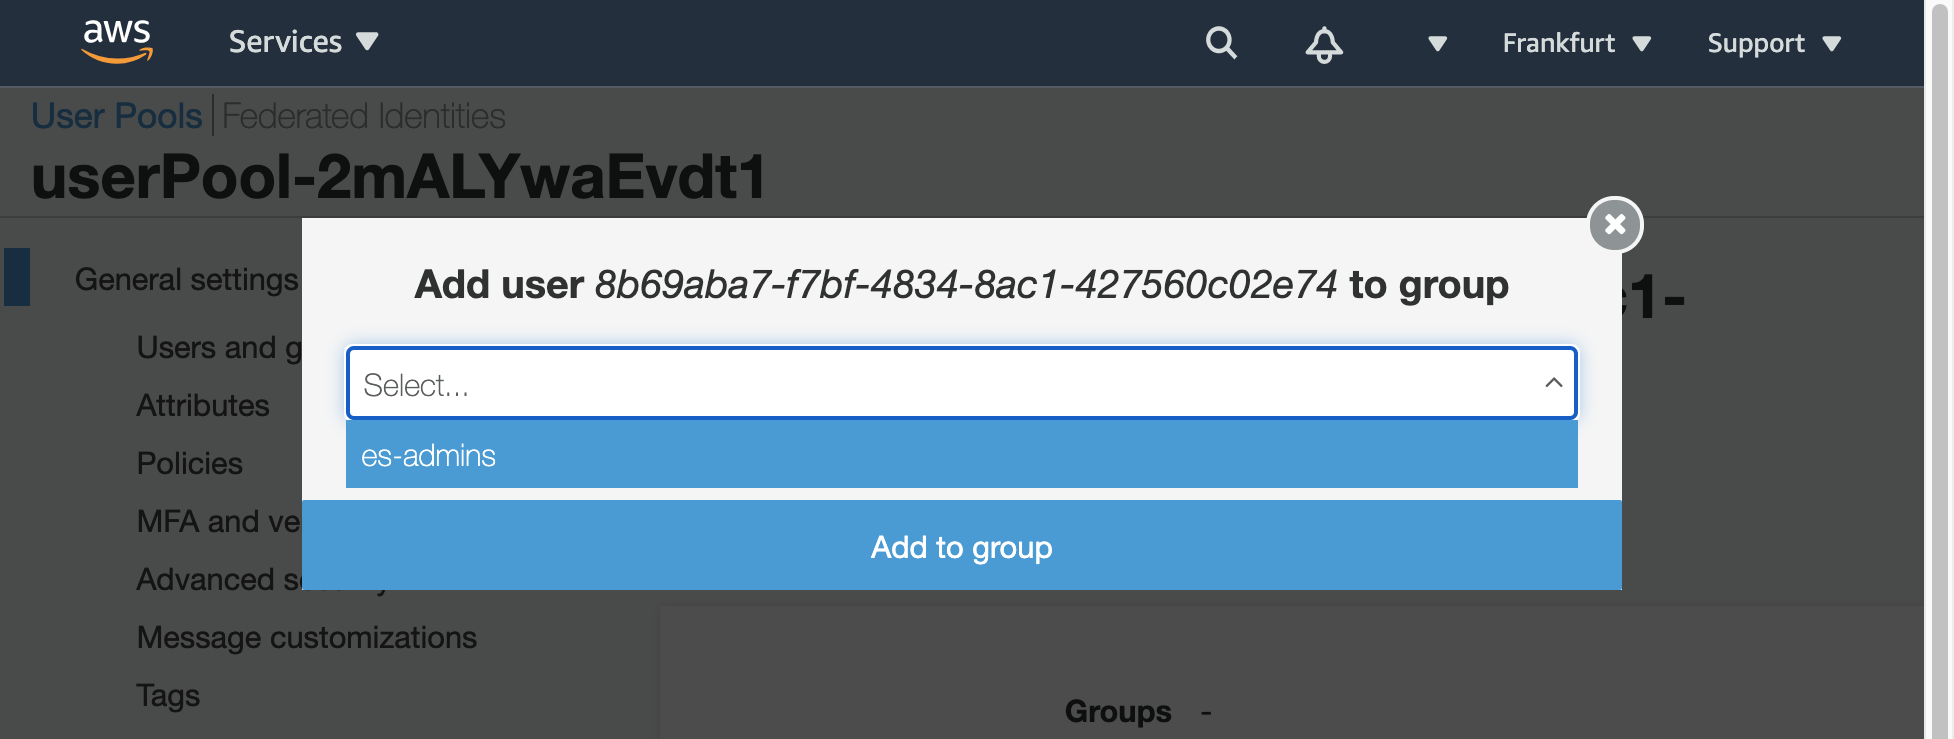 aws
Services
Frankfurt
Support
User Pools | Federated Identities
userPool-2mALYwaEvdt1
Add user 8b69aba7-f7bf-4834-8ac1-427560c02e74 to group
Select...
es-admins
Add to group
General settings
Users and g
Attributes
Policies
MFA and ve
Advanced
Message customizations
Tags
1-
Groups -